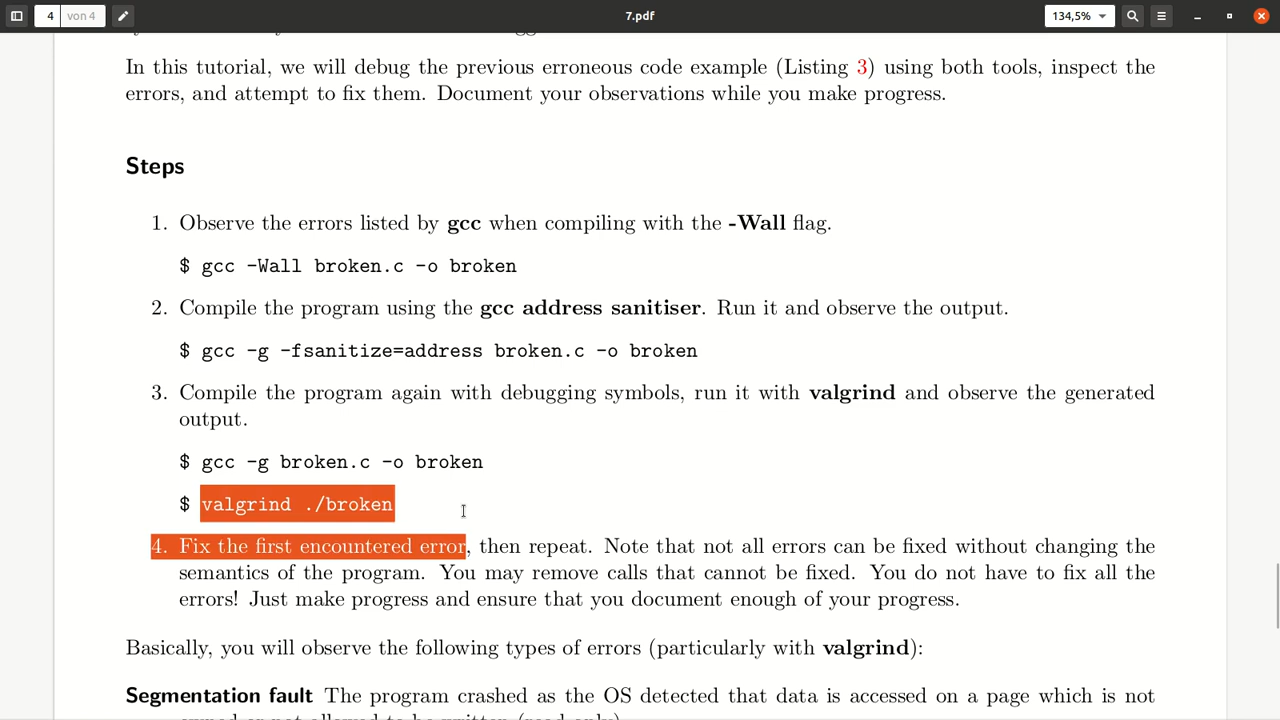 4 von 4
7.pdf
134,5%
In this tutorial, we will debug the previous erroneous code example (Listing 3) using both tools, inspect the
errors, and attempt to fix them. Document your observations while you make progress.
Steps
1. Observe the errors listed by gcc when compiling with the -Wall flag.
$ gcc -Wall broken.c -o broken
2. Compile the program using the gcc address sanitiser. Run it and observe the output.
$ gcc -g -fsanitize=address broken.c -o broken
3. Compile the program again with debugging symbols, run it with valgrind and observe the generated
output.
$ gcc -g broken.c -o broken
$ valgrind ./broken
4. Fix the first encountered error, then repeat. Note that not all errors can be fixed without changing the
semantics of the program. You may remove calls that cannot be fixed. You do not have to fix all the
errors! Just make progress and ensure that you document enough of your progress.
Basically, you will observe the following types of errors (particularly with valgrind):
Segmentation fault The program crashed as the OS detected that data is accessed on a page which is not